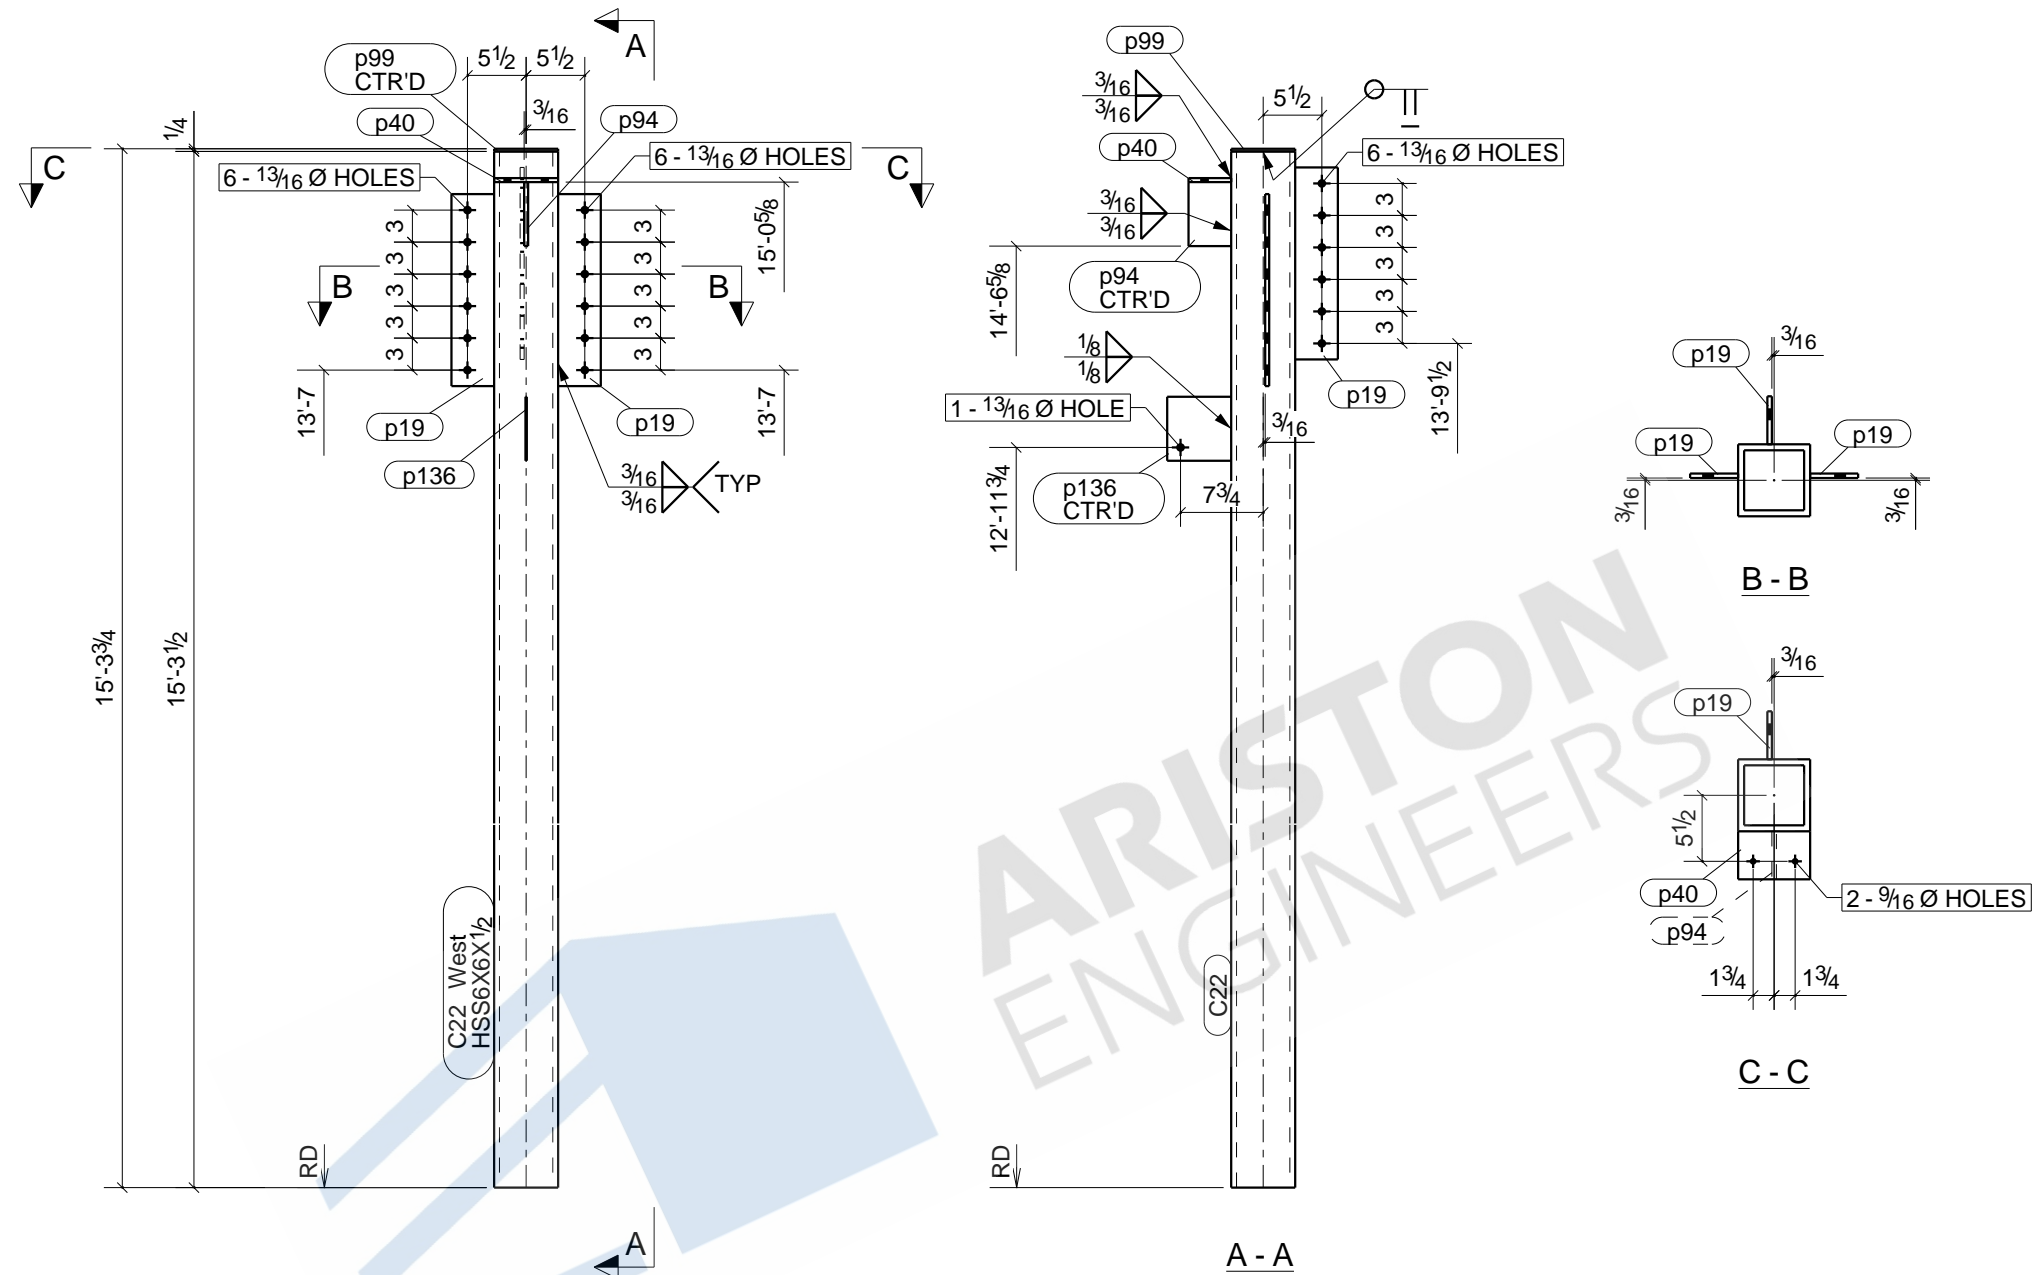 A
p99
CTR'D
5 1/2
5 1/2
3/16
p40
p94
1/4
C
C
6 - 13/16 Ø HOLES
6 - 13/16 Ø HOLES
3
3
3
3
3
3
3
3
3
3
15'-0 5/8
B
B
13'-7
13'-7
p19
p19
p136
3/16
3/16
TYP
15'-3 3/4
15'-3 1/2
C22 West
HSS6X6X1/2
RD
A
p99
3/16
3/16
5 1/2
p40
6 - 13/16 Ø HOLES
3/16
3/16
3
3
3
3
3
p94
CTR'D
14'-6 5/8
1/8
1/8
p19
13'-9 1/2
1 - 13/16 Ø HOLE
3/16
p136
CTR'D
7 3/4
12'-11 3/4
C22
RD
A - A
3/16
p19
p19
p19
3/16
3/16
B - B
3/16
p19
5 1/2
p40
p94
2 - 9/16 Ø HOLES
1 3/4
1 3/4
C - C
ARISTON
ENGINEERS